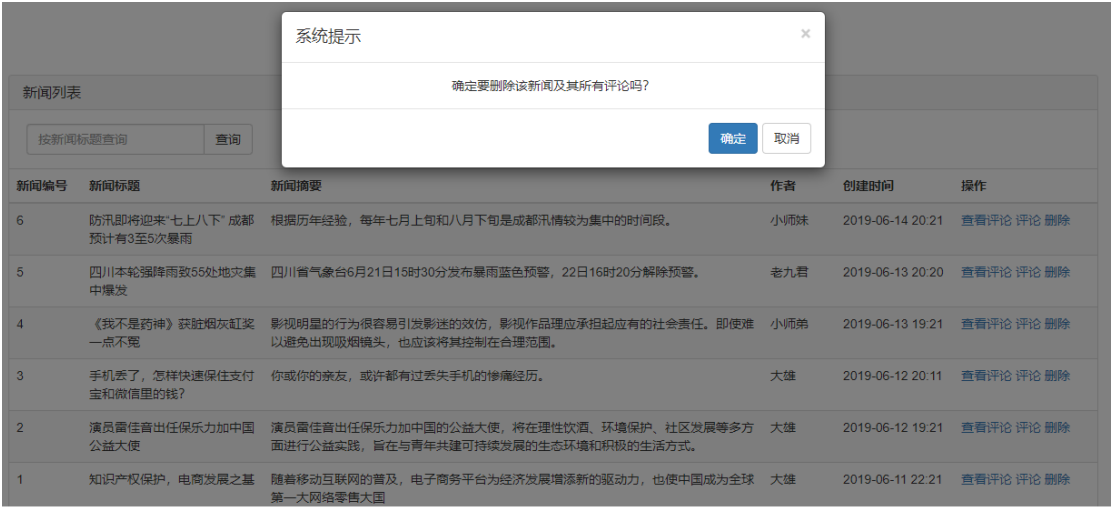 系统提示
×
确定要删除该新闻及其所有评论吗?
确定 取消
新闻列表
按新闻标题查询 查询
新闻编号 新闻标题 新闻摘要 作者 创建时间 操作
6 防汛即将迎来“七上八下” 成都 根据历年经验，每年七月上旬和八月下旬是成都汛情较为集中的时间段。 小师妹 2019-06-14 20:21 查看评论 评论 删除
预计有3至5次暴雨
5 四川本轮强降雨致55处地灾集 四川省气象台6月21日15时30分发布暴雨蓝色预警，22日16时20分解除预警。 老九君 2019-06-13 20:20 查看评论 评论 删除
中爆发
4 《我不是药神》获脏烟灰缸奖 影视明星的行为很容易引发影迷的效仿，影视作品理应承担起应有的社会责任。即使难 小师弟 2019-06-13 19:21 查看评论 评论 删除
一点不冤 以避免出现吸烟镜头，也应该将其控制在合理范围。
3 手机丢了，怎样快速保住支付 你或你的亲友，或许都有过丢失手机的惨痛经历。 大雄 2019-06-12 20:11 查看评论 评论 删除
宝和微信里的钱?
2 演员雷佳音出任保乐力加中国 演员雷佳音出任保乐力加中国的公益大使，将在理性饮酒、环境保护、社区发展等多方 大雄 2019-06-12 19:21 查看评论 评论 删除
公益大使 面进行公益实践，旨在与青年共建可持续发展的生态环境和积极的生活方式。
1 知识产权保护，电商发展之基 随着移动互联网的普及，电子商务平台为经济发展增添新的驱动力，也使中国成为全球 大雄 2019-06-11 22:21 查看评论 评论 删除
第一大网络零售大国